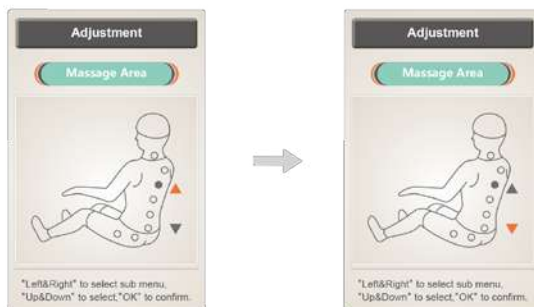 Adjustment
Massage Area
"Left&Right" to select sub menu,
"Up&Down" to select,"OK" to confirm.
Adjustment
Massage Area
"Left&Right" to select sub menu,
"Up&Down" to select,"OK" to confirm.